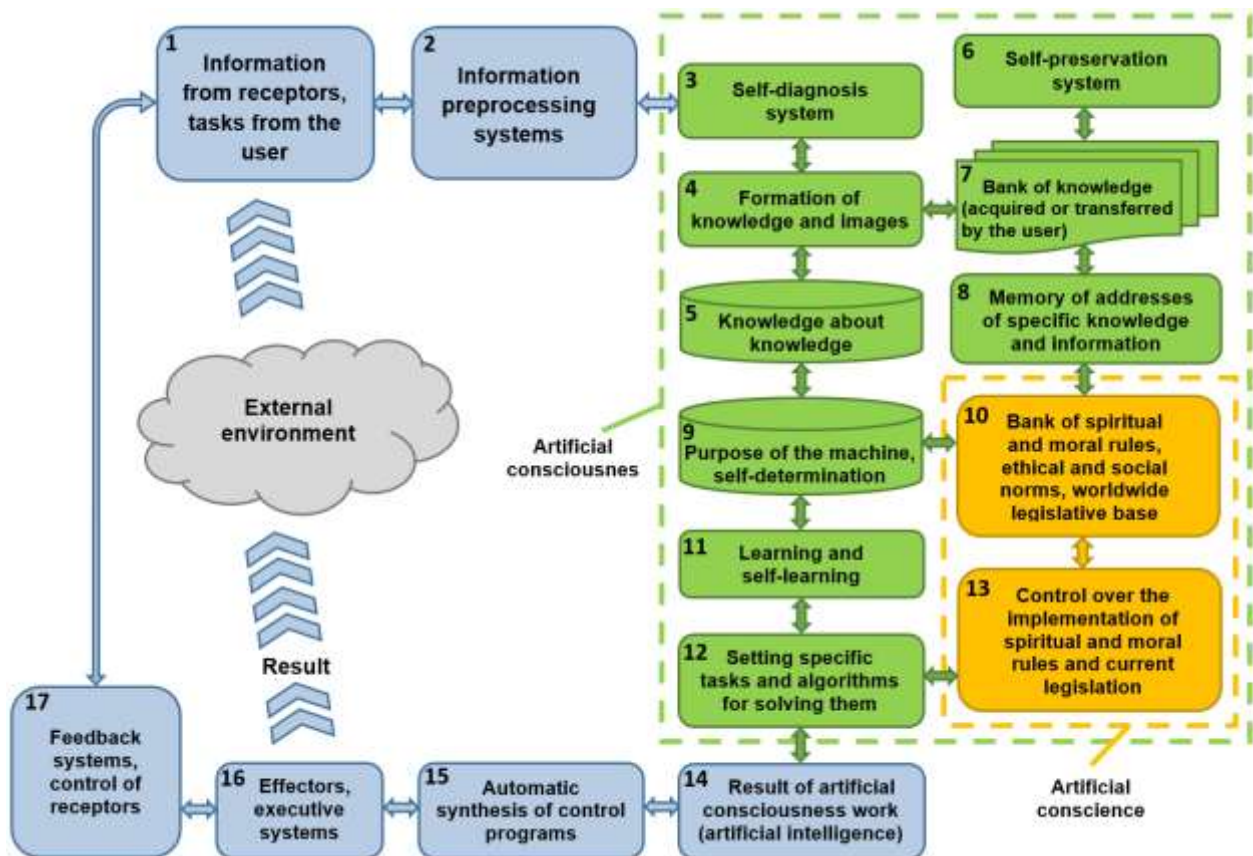 1
Information
from receptors,
tasks from the
user
2
Information
preprocessing
systems
3
Self-diagnosis
system
6
Self-preservation
system
4
Formation of
knowledge and images
7
Bank of knowledge
(acquired or transferred
by the user)
5
Knowledge about
knowledge
8
Memory of addresses
of specific knowledge
and information
External
environment
Artificial
consciousnes
9
Purpose of the machine,
self-determination
10
Bank of spiritual
and moral rules,
ethical and social
norms, worldwide
legislative base
11
Learning and
self-learning
13
Control over the
implementation of
spiritual and moral
rules and current
legislation
12
Setting specific
tasks and algorithms
for solving them
Result
17
Feedback
systems,
control of
receptors
16
Effectors,
executive
systems
15
Automatic
synthesis of control
programs
14
Result of artificial
consciousness work
(artificial intelligence)
Artificial
conscience